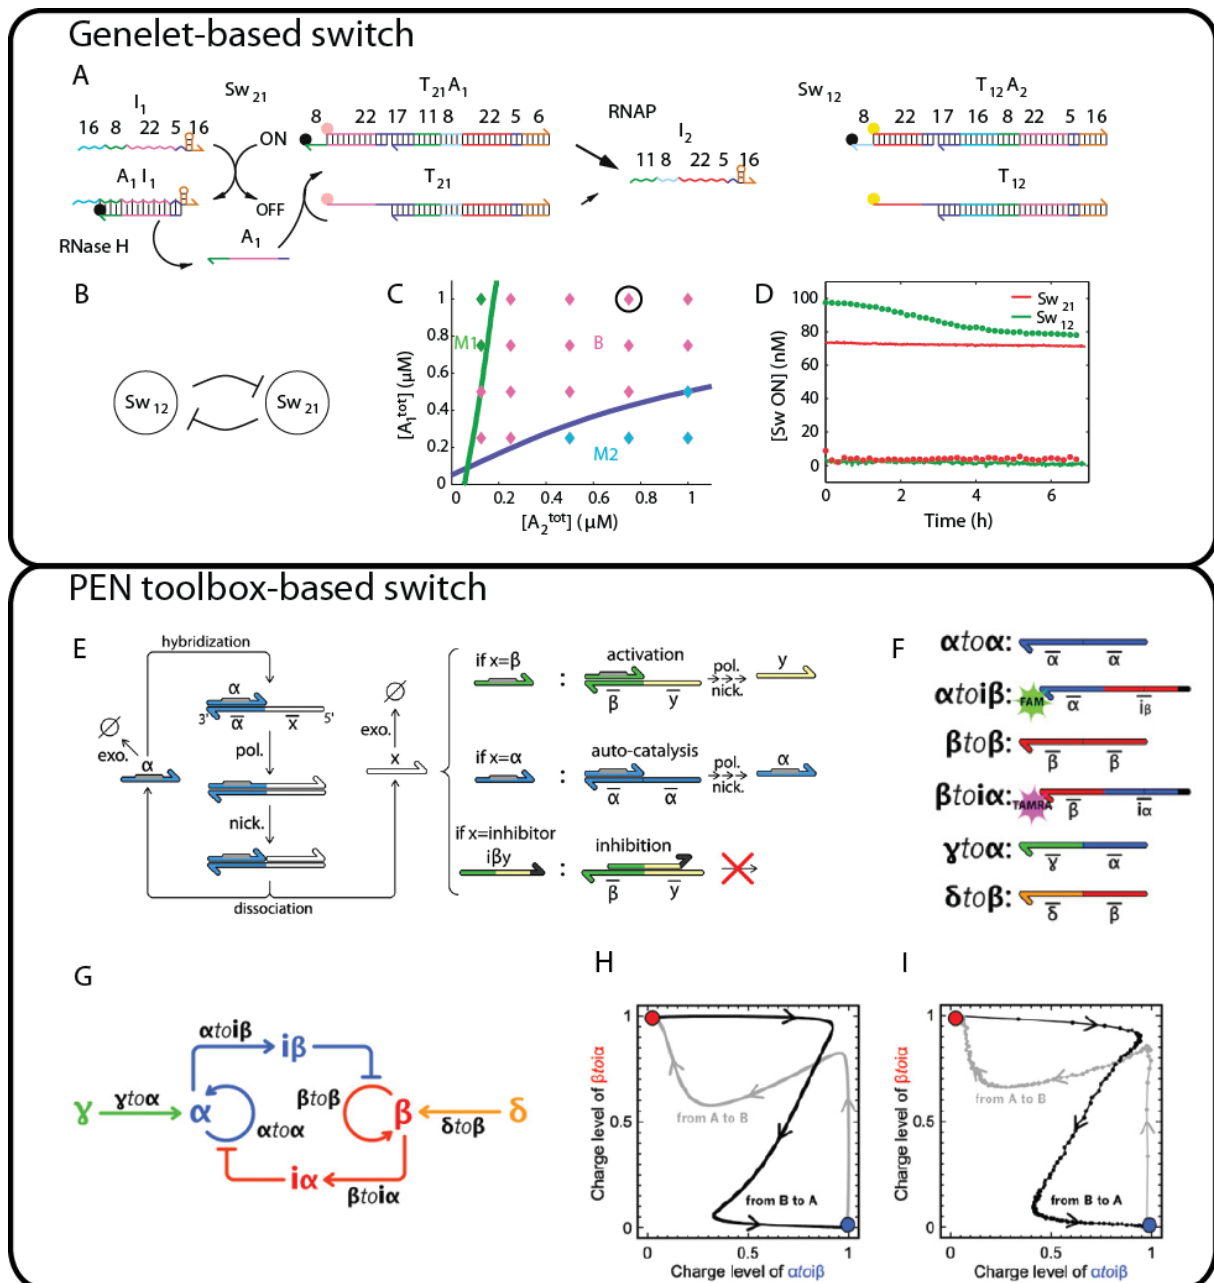 Genelet-based switch
A
I1
Sw21
T21A1
RNAP
Sw12
T12A2
16 8 22 5 16
ON
8 22 17 11 8 22 5 6
I2
8 22 17 16 8 22 5 16
11 8 22 5 16
A1 I1
OFF
T21
T12
RNase H
A1
B
Sw12
Sw21
C
[A1tot] (µM)
1
0.8
0.6
0.4
0.2
0
M1
B
M2
0 0.2 0.4 0.6 0.8 1
[A2tot] (µM)
D
[Sw ON] (nM)
100
80
60
40
20
0
Sw21
Sw12
0 2 4 6
Time (h)
PEN toolbox-based switch
E
hybridization
α
3' α x 5'
exo.
α
pol.
nick.
dissociation
exo.
x
if x=β : activation
β y
pol.
nick.
y
if x=α : auto-catalysis
α α
pol.
nick.
α
if x=inhibitor
iβy : inhibition
β y
F
αtoα:
α α
αtoiβ:
FAM
α iβ
βtoβ:
β β
βtoiα:
TAMRA
β iα
γtoα:
γ α
δtoβ:
δ β
G
αtoiβ
iβ
γ
γtoα
α
αtoα
βtoβ
β
δtoβ
δ
iα
βtoiα
H
Charge level of βtoiα
1
0.5
0
from A to B
from B to A
0 0.5 1
Charge level of αtoiβ
I
Charge level of βtoiα
1
0.5
0
from A to B
from B to A
0 0.5 1
Charge level of αtoiβ